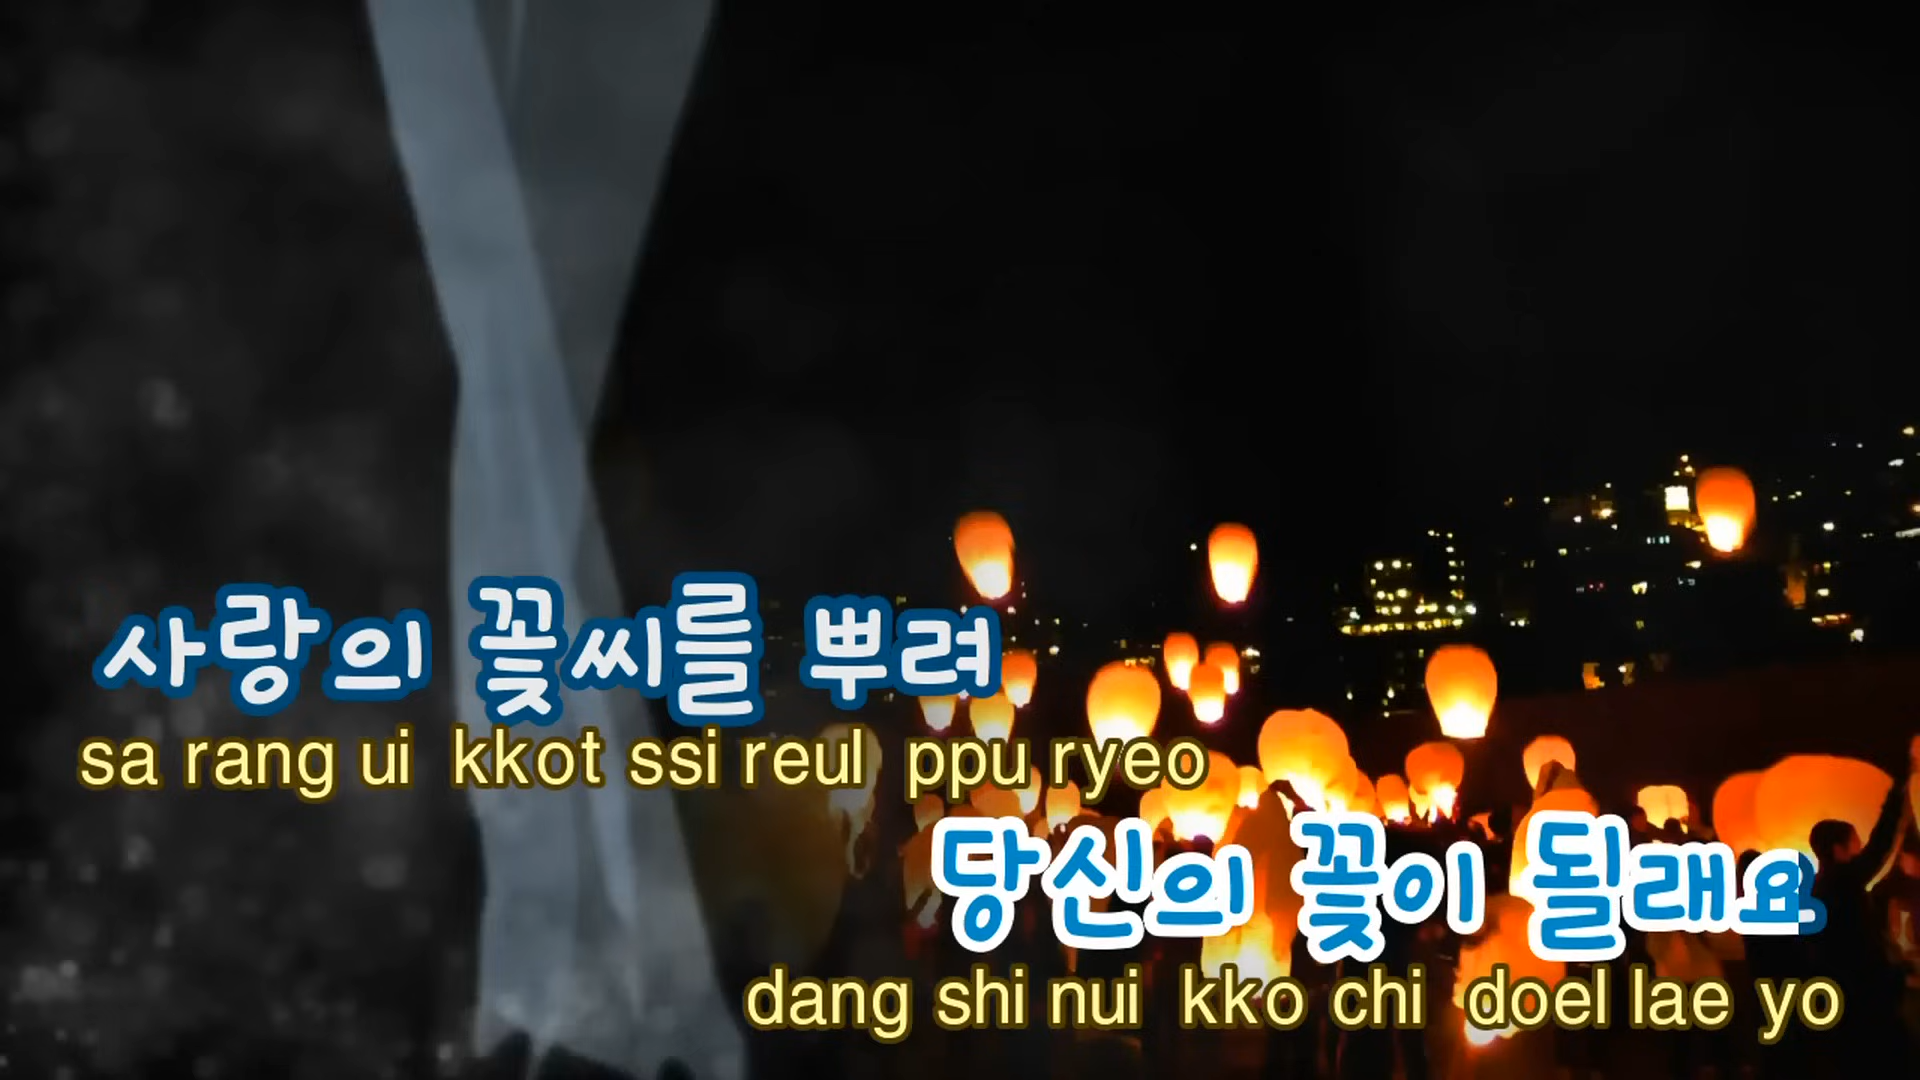 사랑의 꽃씨를 뿌려
sa rang ui kkot ssi reul ppu ryeo
당신의 꽃이 될래요
dang shi nui kko chi doel lae yo